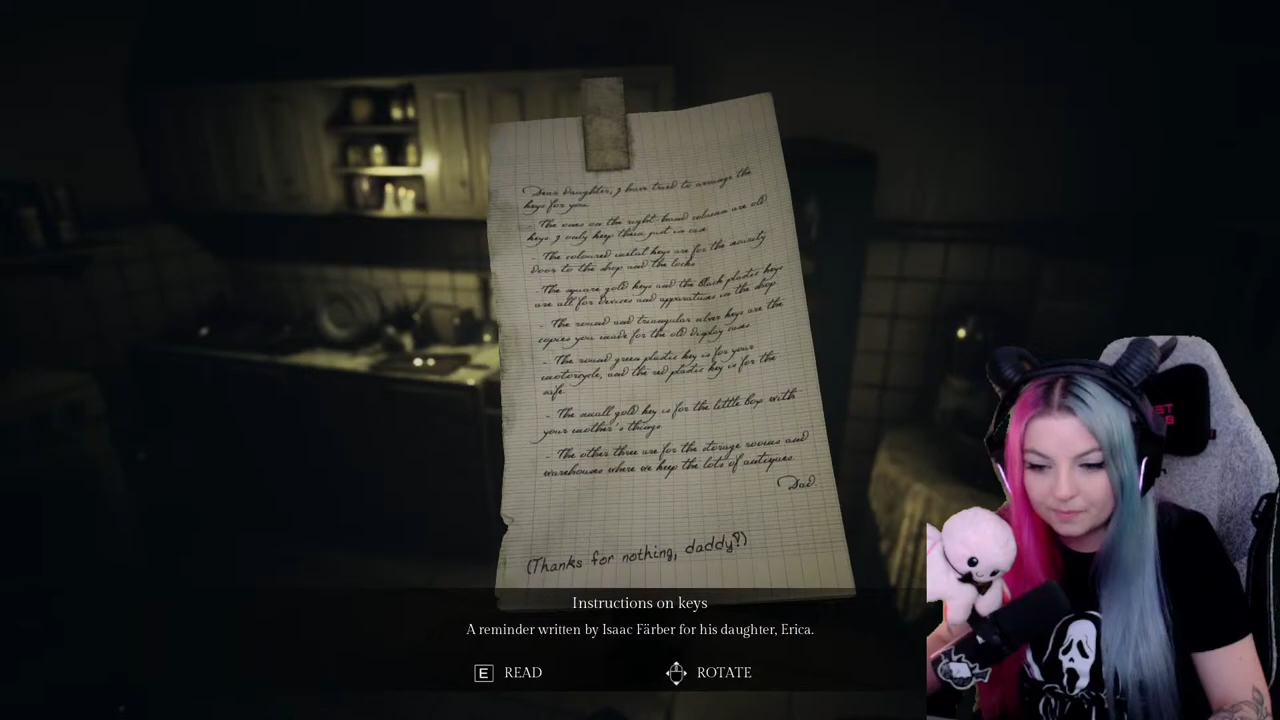 Dear daughter, I have tried to arrange the
keys for you.
- The ones on the right-hand column are old
keys. I only keep them just in case
- The coloured metal keys are for the security
door to the shop and the locks
- The square gold keys and the black plastic keys
are all for devices and apparatuses in the shop
- The round and triangular silver keys are the
copies you made for the old display cases
- The round green plastic key is for your
motorcycle, and the red plastic key is for the
safe
- The small gold key is for the little box with
your mother's things
- The other three are for the storage rooms and
warehouses where we keep the lots of antiques
Dad.
(Thanks for nothing, daddy!)
Instructions on keys
A reminder written by Isaac Färber for his daughter, Erica.
E READ ROTATE